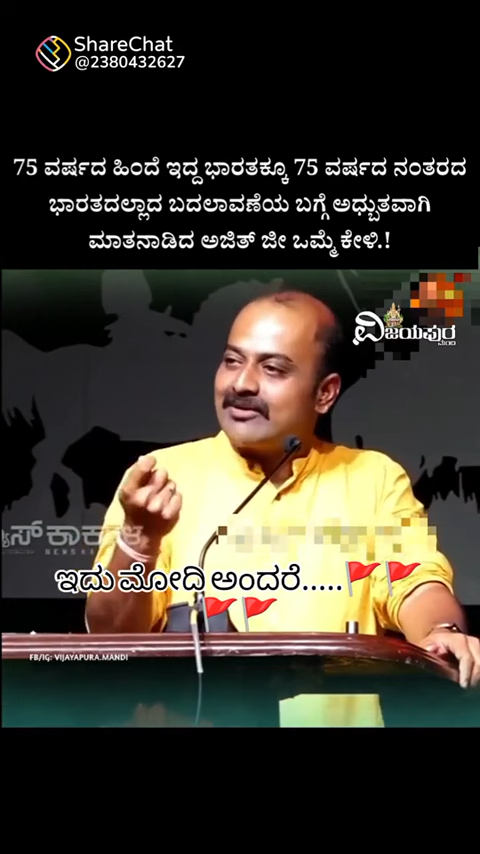 ShareChat
@2380432627
75 ವರ್ಷದ ಹಿಂದೆ ಇದ್ದ ಭಾರತಕ್ಕೂ 75 ವರ್ಷದ ನಂತರದ
ಭಾರತದಲ್ಲಾದ ಬದಲಾವಣೆಯ ಬಗ್ಗೆ ಅಧ್ಬುತವಾಗಿ
ಮಾತನಾಡಿದ ಅಜಿತ್ ಜೀ ಒಮ್ಮೆ ಕೇಳಿ.!
ವಿಜಯಪುರ
ಮಂದಿ
ಇದು ಮೋದಿ ಅಂದರೆ.....🚩🚩
🚩🚩
FB/IG: VIJAYAPURA.MANDI